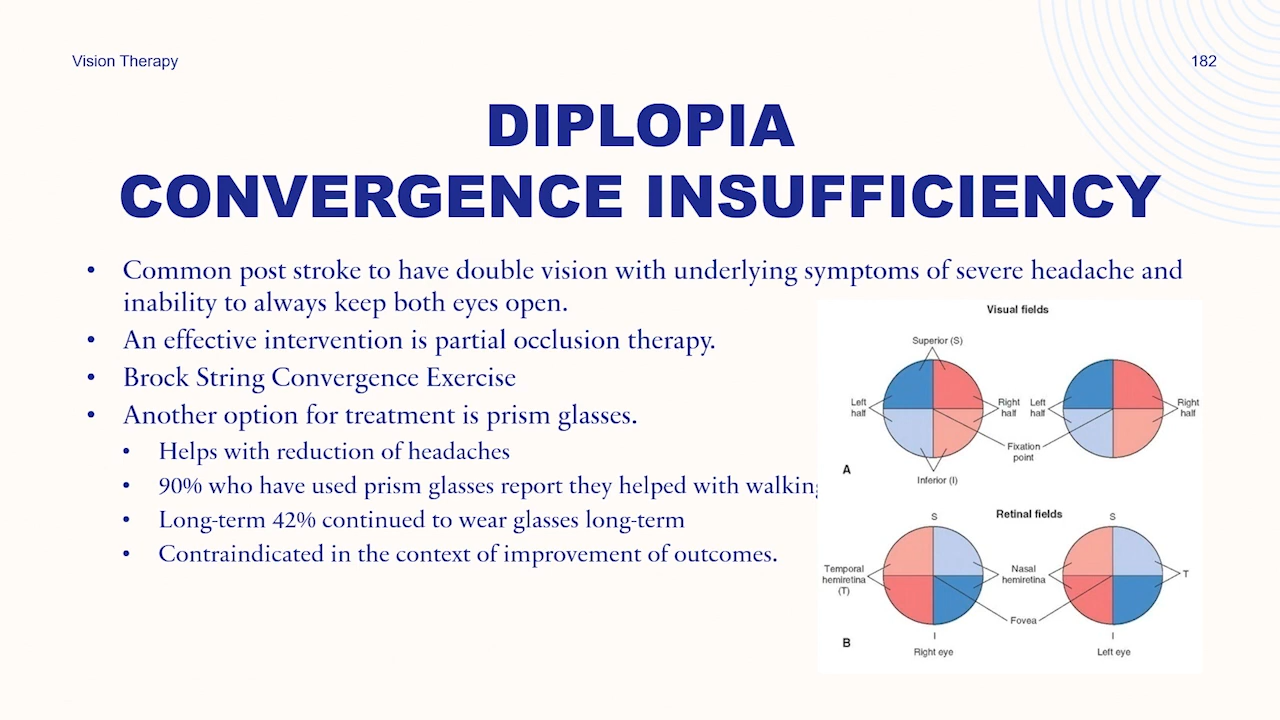 Vision Therapy
182
DIPLOPIA
CONVERGENCE INSUFFICIENCY
• Common post stroke to have double vision with underlying symptoms of severe headache and
inability to always keep both eyes open.
• An effective intervention is partial occlusion therapy.
• Brock String Convergence Exercise
• Another option for treatment is prism glasses.
• Helps with reduction of headaches
• 90% who have used prism glasses report they helped with walking
• Long-term 42% continued to wear glasses long-term
• Contraindicated in the context of improvement of outcomes.
Visual fields
Superior (S)
Left half
Right half
Left half
Right half
Fixation point
A
Inferior (I)
Retinal fields
S
S
Temporal hemiretina (T)
Nasal hemiretina
T
Fovea
B
I
I
Right eye
Left eye